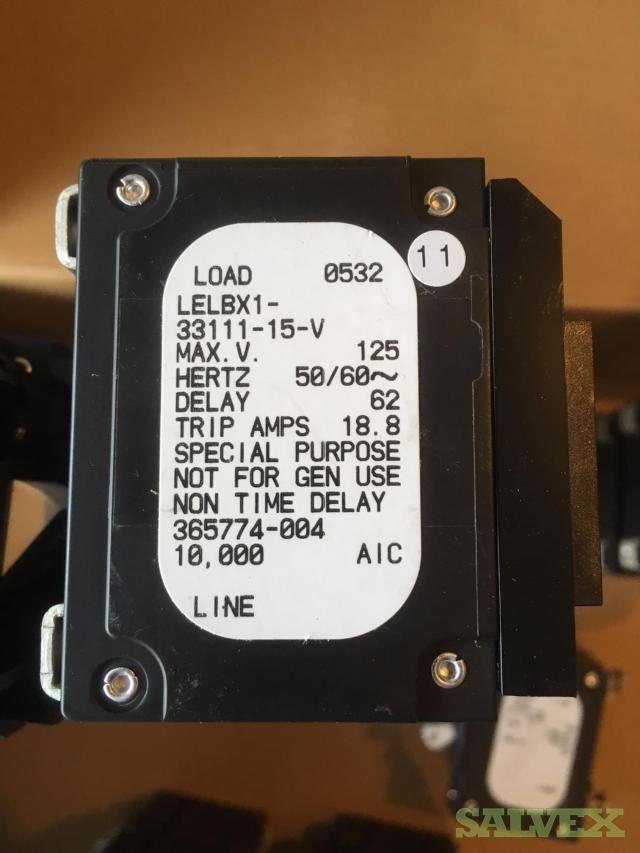 LOAD 0532
11
LELBX1-
33111-15-V
MAX.V. 125
HERTZ 50/60~
DELAY 62
TRIP AMPS 18.8
SPECIAL PURPOSE
NOT FOR GEN USE
NON TIME DELAY
365774-004
10,000 AIC
LINE
SALVEX